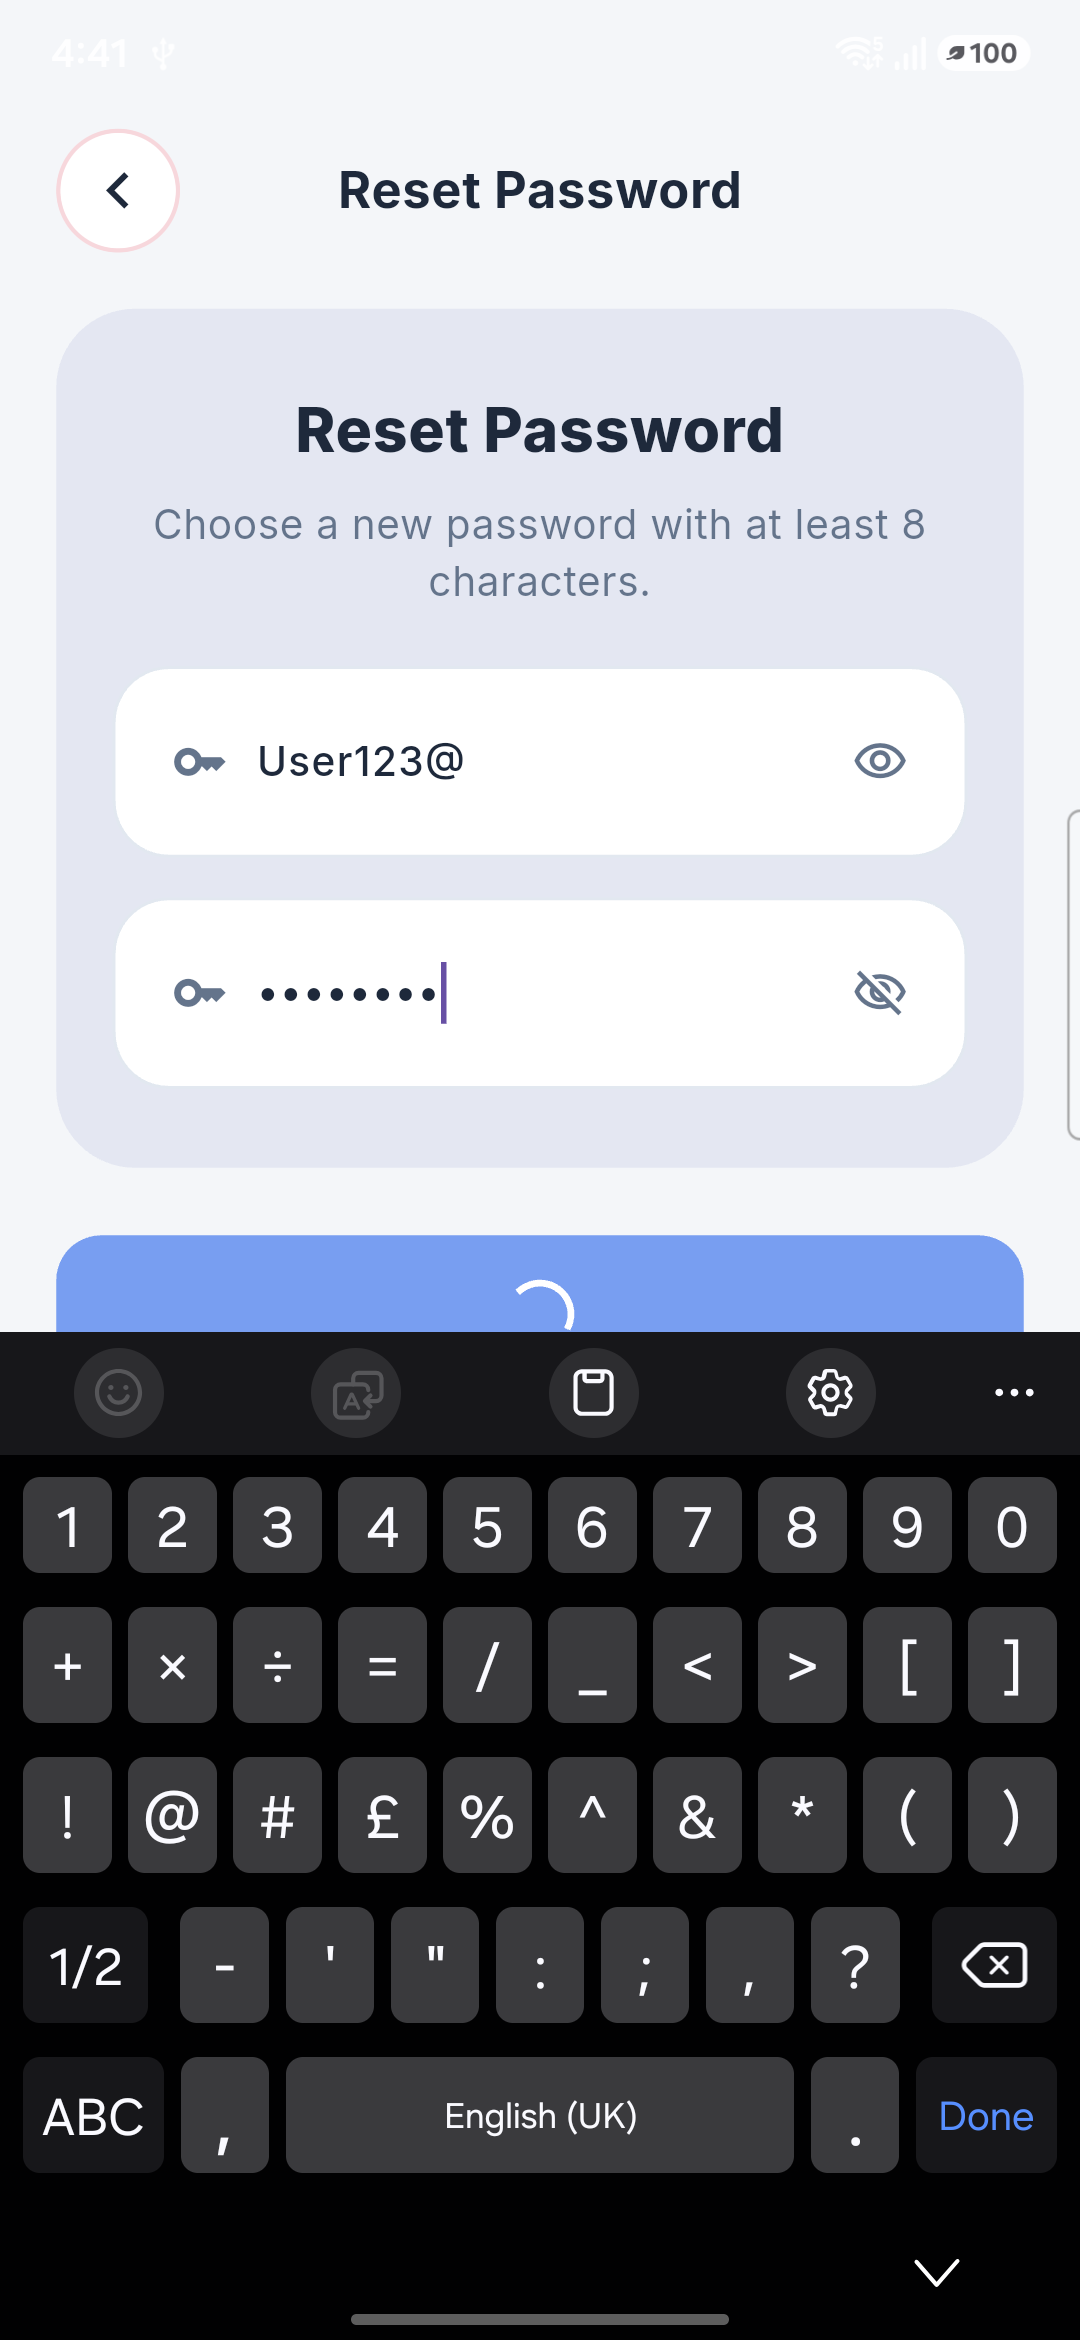 4:41
5
100
Reset Password
Reset Password
Choose a new password with at least 8
characters.
User123@
••••••••
A
1 2 3 4 5 6 7 8 9 0
+ × ÷ = / _ < > [ ]
! @ # £ % ^ & * ( )
1/2 - ' " : ; , ?
ABC , English (UK) . Done